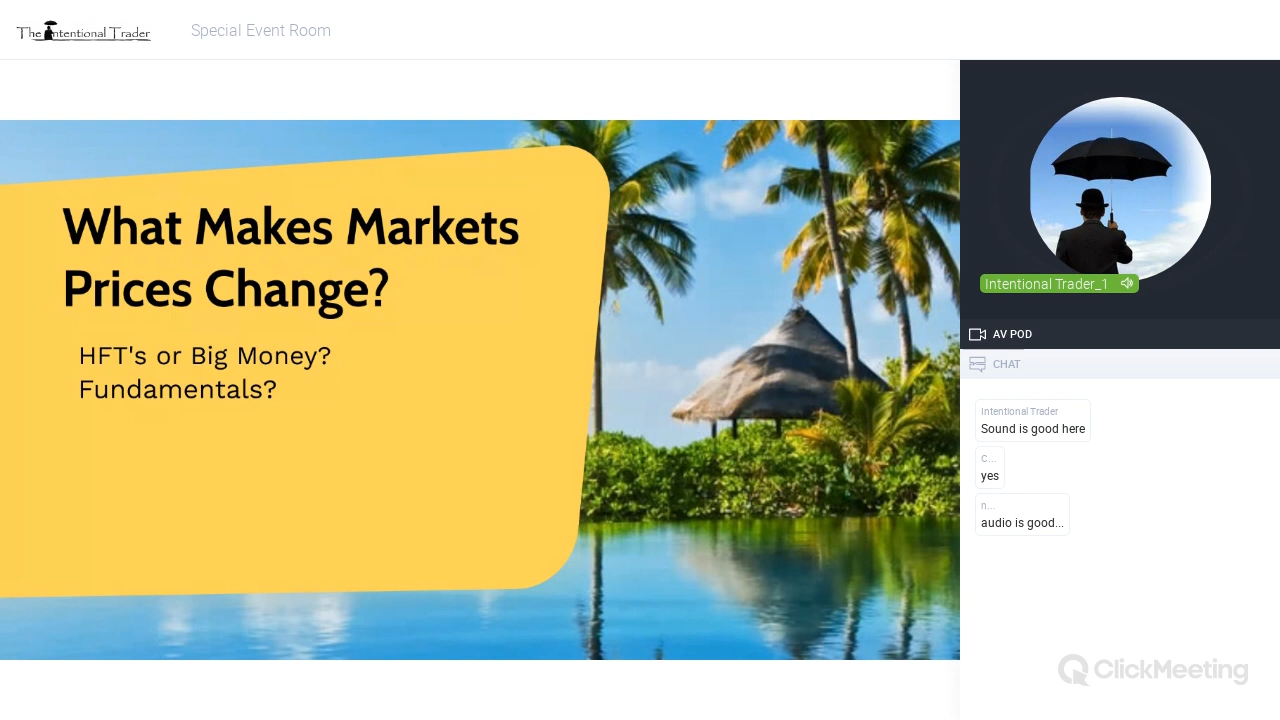 The Intentional Trader
Special Event Room
What Makes Markets
Prices Change?
HFT's or Big Money?
Fundamentals?
Intentional Trader_1
AV POD
CHAT
Intentional Trader
Sound is good here
C...
yes
n...
audio is good...
ClickMeeting